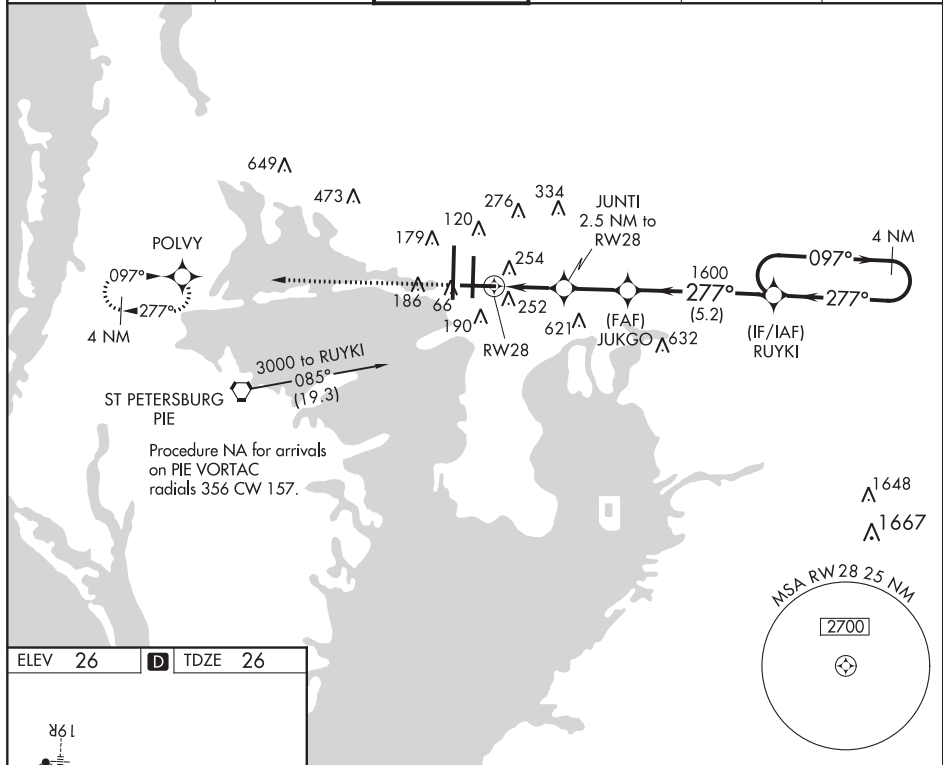 649
473
334
276
120
179
JUNTI
2.5 NM to
RW28
4 NM
POLVY
097°
277°
4 NM
254
186
66
252
190
RW28
621
(FAF)
JUKGO
632
1600
277°
(5.2)
097°
277°
(IF/IAF)
RUYKI
3000 to RUYKI
085°
(19.3)
ST PETERSBURG
PIE
Procedure NA for arrivals
on PIE VORTAC
radials 356 CW 157.
1648
1667
MSA RW28 25 NM
2700
ELEV 26 D TDZE 26
19R